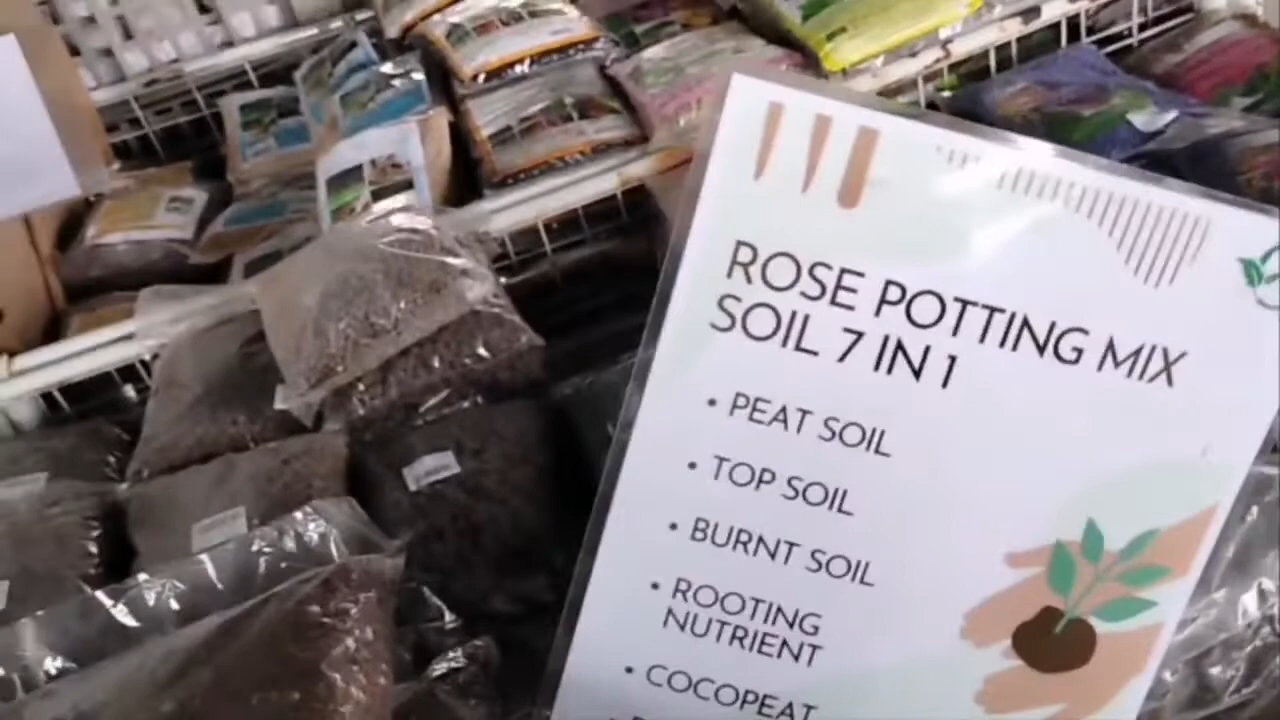 ROSE POTTING MIX
SOIL 7 IN 1
• PEAT SOIL
• TOP SOIL
• BURNT SOIL
• ROOTING
NUTRIENT
• COCOPEAT